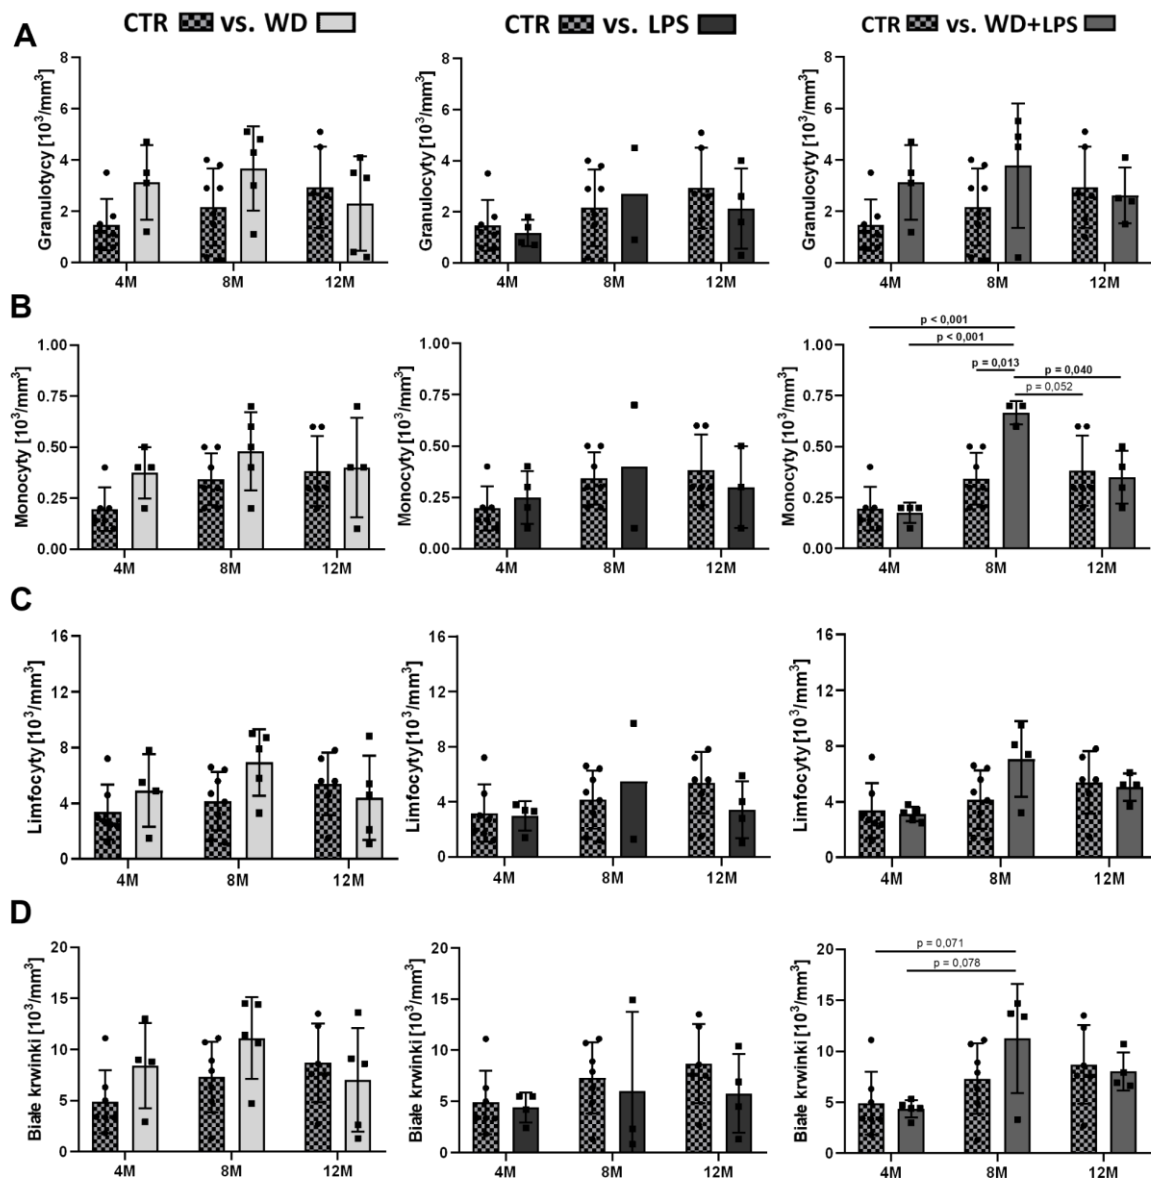 CTR vs. WD
CTR vs. LPS
CTR vs. WD+LPS
A
Granulotycy [10³/mm³]
8
6
4
2
0
4M 8M 12M
Granulocyty [10³/mm³]
8
6
4
2
0
4M 8M 12M
Granulocyty [10³/mm³]
8
6
4
2
0
4M 8M 12M
B
Monocyty [10³/mm³]
1.00
0.75
0.50
0.25
0.00
4M 8M 12M
Monocyty [10³/mm³]
1.00
0.75
0.50
0.25
0.00
4M 8M 12M
p < 0,001
p < 0,001
p = 0,013
p = 0,040
p = 0,052
Monocyty [10³/mm³]
1.00
0.75
0.50
0.25
0.00
4M 8M 12M
C
Limfocyty [10³/mm³]
16
12
8
4
0
4M 8M 12M
Limfocyty [10³/mm³]
16
12
8
4
0
4M 8M 12M
Limfocyty [10³/mm³]
16
12
8
4
0
4M 8M 12M
D
Białe krwinki [10³/mm³]
20
15
10
5
0
4M 8M 12M
Białe krwinki [10³/mm³]
20
15
10
5
0
4M 8M 12M
p = 0,071
p = 0,078
Białe krwinki [10³/mm³]
20
15
10
5
0
4M 8M 12M